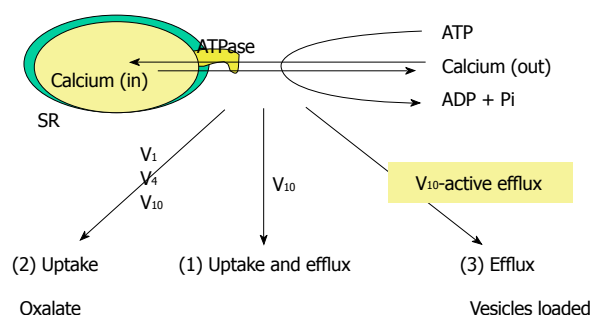 ATPase
ATP
Calcium (in)
Calcium (out)
ADP + Pi
SR
V1
V4
V10
V10
V10-active efflux
(2) Uptake
(1) Uptake and efflux
(3) Efflux
Oxalate
Vesicles loaded